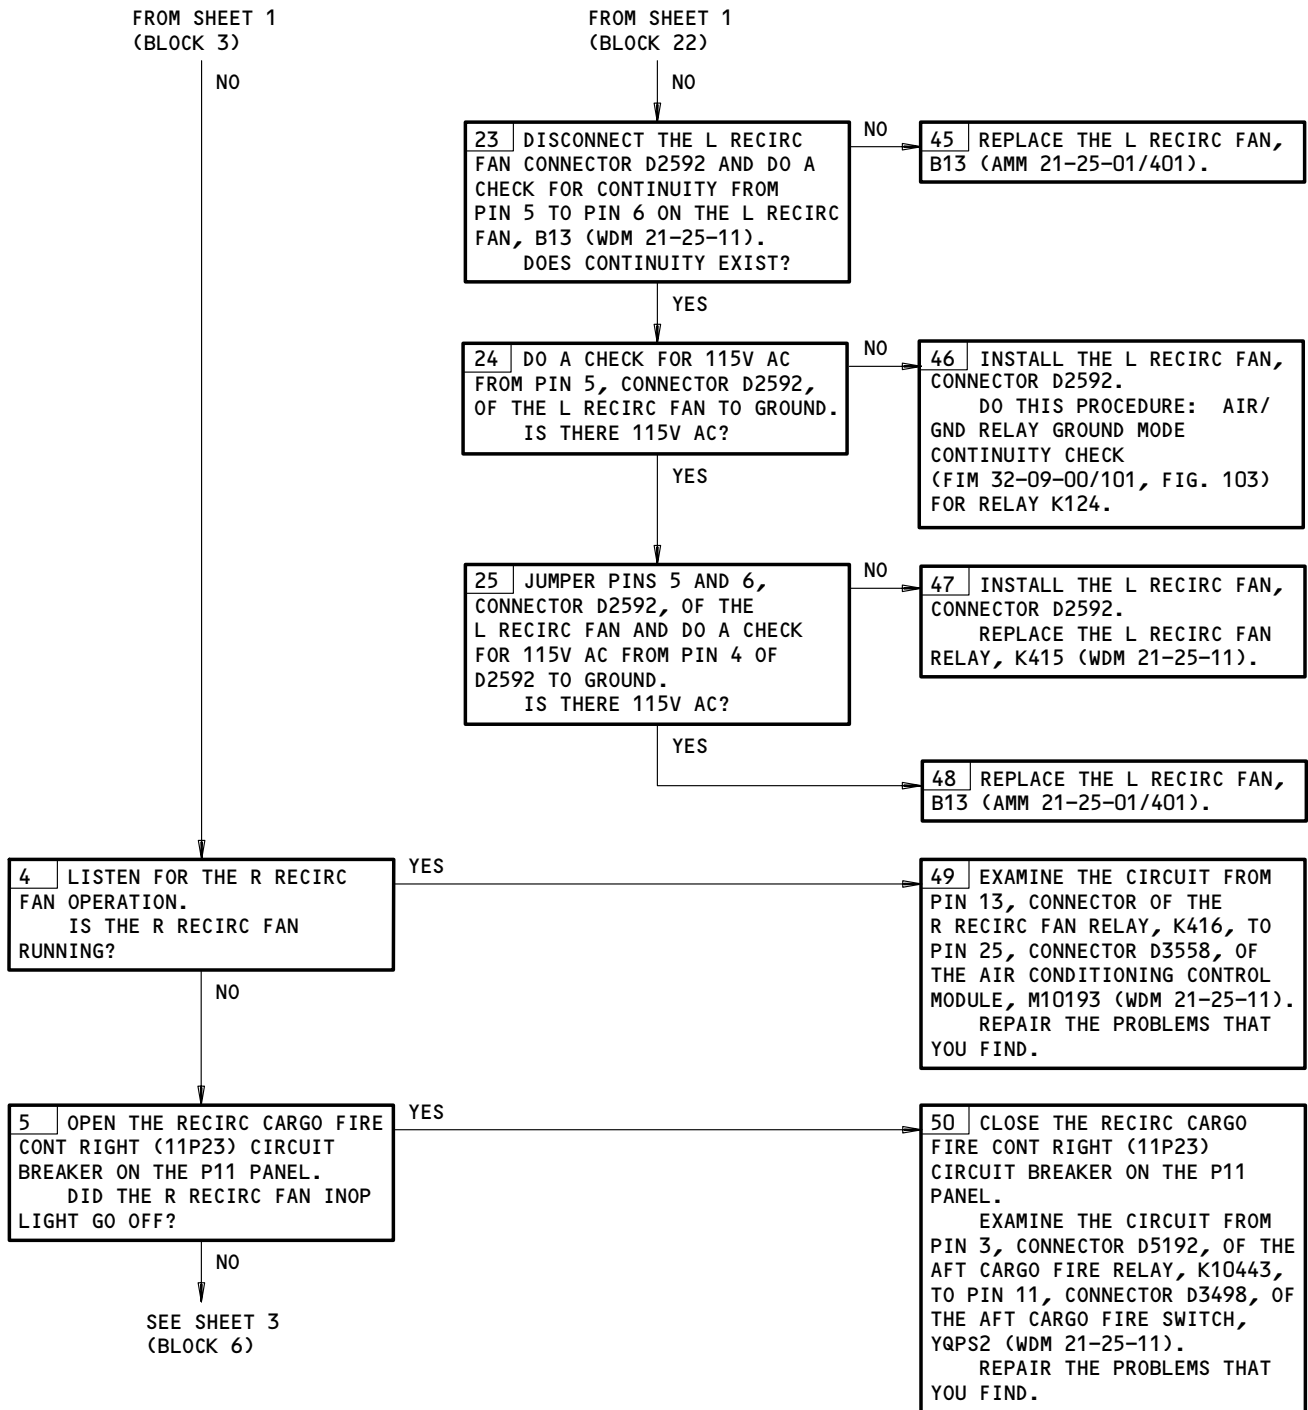 FROM SHEET 1
(BLOCK 3)
NO
FROM SHEET 1
(BLOCK 22)
NO
23 DISCONNECT THE L RECIRC
FAN CONNECTOR D2592 AND DO A
CHECK FOR CONTINUITY FROM
PIN 5 TO PIN 6 ON THE L RECIRC
FAN, B13 (WDM 21-25-11).
DOES CONTINUITY EXIST?
NO
45 REPLACE THE L RECIRC FAN,
B13 (AMM 21-25-01/401).
YES
24 DO A CHECK FOR 115V AC
FROM PIN 5, CONNECTOR D2592,
OF THE L RECIRC FAN TO GROUND.
IS THERE 115V AC?
NO
46 INSTALL THE L RECIRC FAN,
CONNECTOR D2592.
DO THIS PROCEDURE: AIR/
GND RELAY GROUND MODE
CONTINUITY CHECK
(FIM 32-09-00/101, FIG. 103)
FOR RELAY K124.
YES
25 JUMPER PINS 5 AND 6,
CONNECTOR D2592, OF THE
L RECIRC FAN AND DO A CHECK
FOR 115V AC FROM PIN 4 OF
D2592 TO GROUND.
IS THERE 115V AC?
NO
47 INSTALL THE L RECIRC FAN,
CONNECTOR D2592.
REPLACE THE L RECIRC FAN
RELAY, K415 (WDM 21-25-11).
YES
48 REPLACE THE L RECIRC FAN,
B13 (AMM 21-25-01/401).
4 LISTEN FOR THE R RECIRC
FAN OPERATION.
IS THE R RECIRC FAN
RUNNING?
YES
49 EXAMINE THE CIRCUIT FROM
PIN 13, CONNECTOR OF THE
R RECIRC FAN RELAY, K416, TO
PIN 25, CONNECTOR D3558, OF
THE AIR CONDITIONING CONTROL
MODULE, M10193 (WDM 21-25-11).
REPAIR THE PROBLEMS THAT
YOU FIND.
NO
5 OPEN THE RECIRC CARGO FIRE
CONT RIGHT (11P23) CIRCUIT
BREAKER ON THE P11 PANEL.
DID THE R RECIRC FAN INOP
LIGHT GO OFF?
YES
50 CLOSE THE RECIRC CARGO
FIRE CONT RIGHT (11P23)
CIRCUIT BREAKER ON THE P11
PANEL.
EXAMINE THE CIRCUIT FROM
PIN 3, CONNECTOR D5192, OF THE
AFT CARGO FIRE RELAY, K10443,
TO PIN 11, CONNECTOR D3498, OF
THE AFT CARGO FIRE SWITCH,
YQPS2 (WDM 21-25-11).
REPAIR THE PROBLEMS THAT
YOU FIND.
NO
SEE SHEET 3
(BLOCK 6)